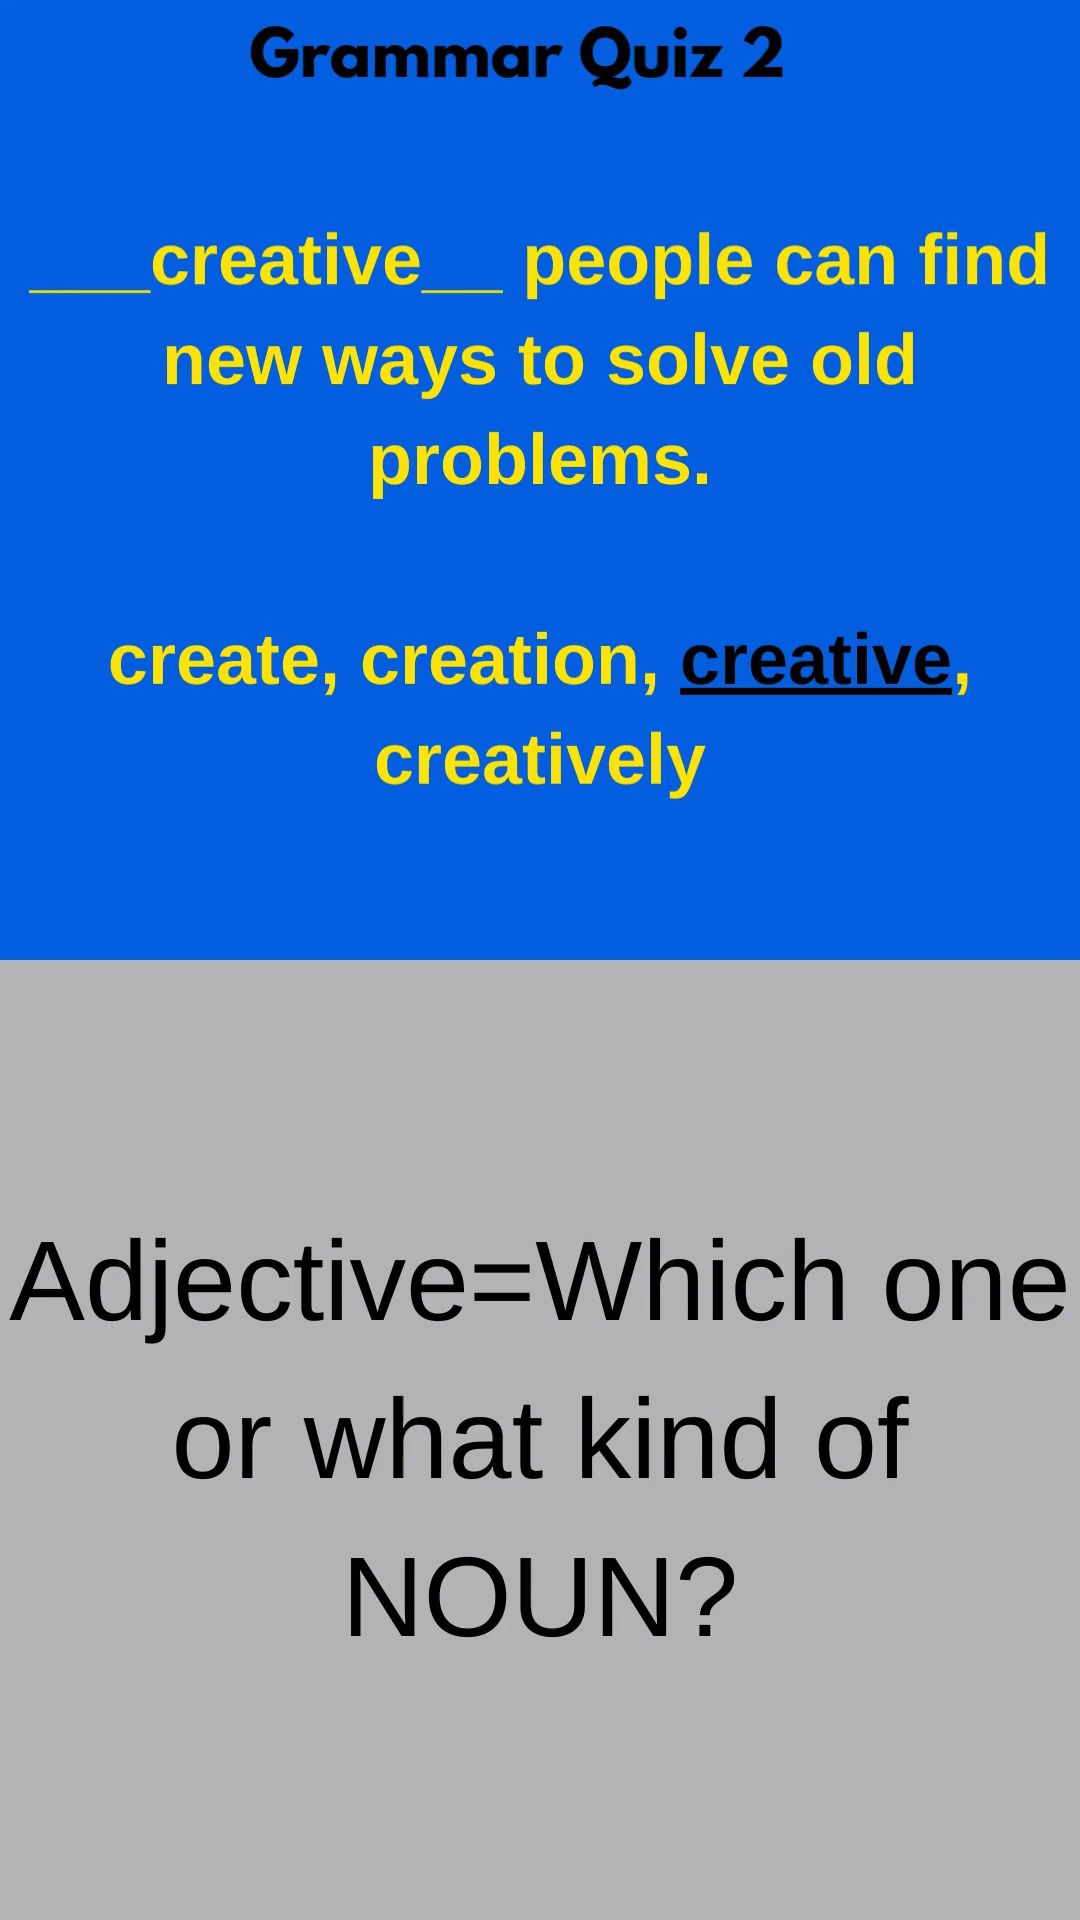 Grammar Quiz 2
____creative__ people can find
new ways to solve old
problems.
create, creation, creative,
creatively
Adjective=Which one
or what kind of
NOUN?